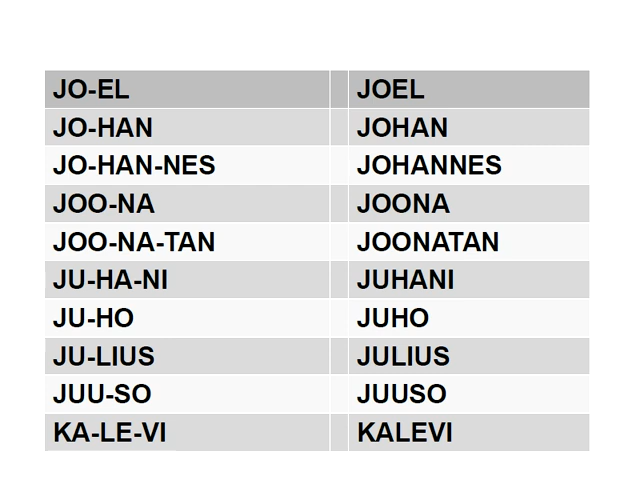 JO-EL JOEL
JO-HAN JOHAN
JO-HAN-NES JOHANNES
JOO-NA JOONA
JOO-NA-TAN JOONATAN
JU-HA-NI JUHANI
JU-HO JUHO
JU-LIUS JULIUS
JUU-SO JUUSO
KA-LE-VI KALEVI